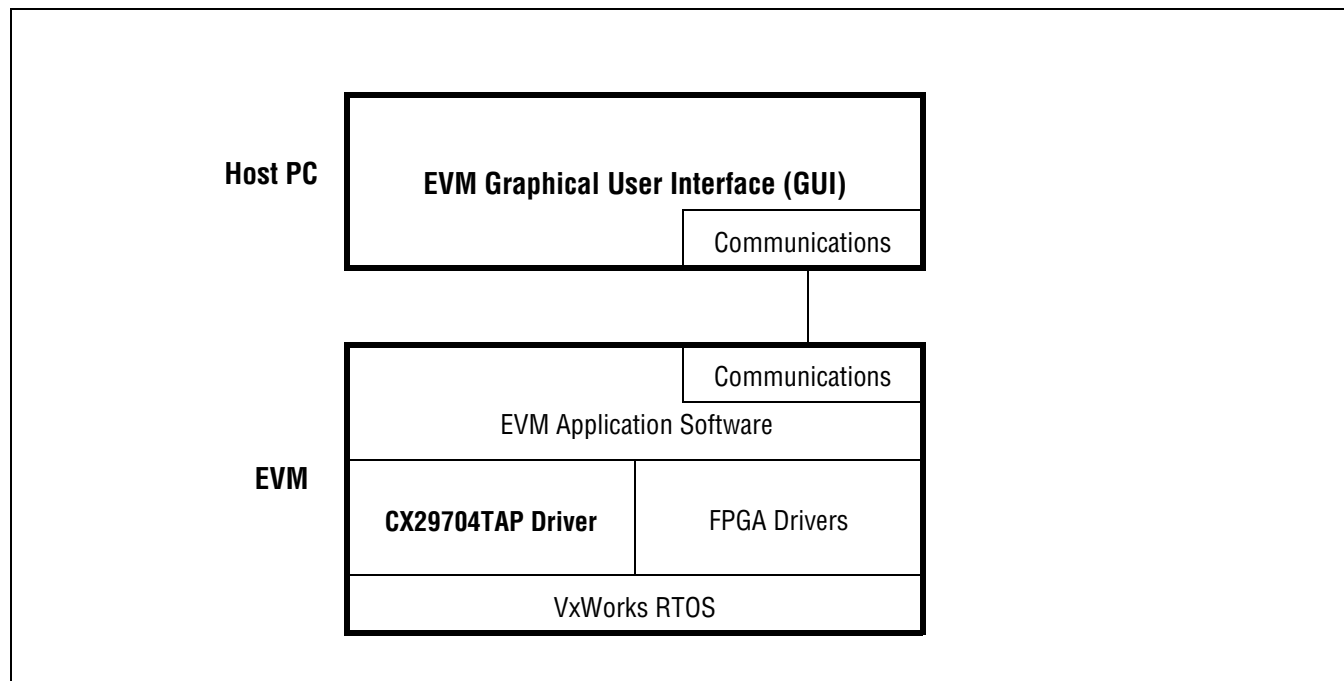 Host PC
EVM Graphical User Interface (GUI)
Communications
Communications
EVM Application Software
EVM
CX29704TAP Driver
FPGA Drivers
VxWorks RTOS